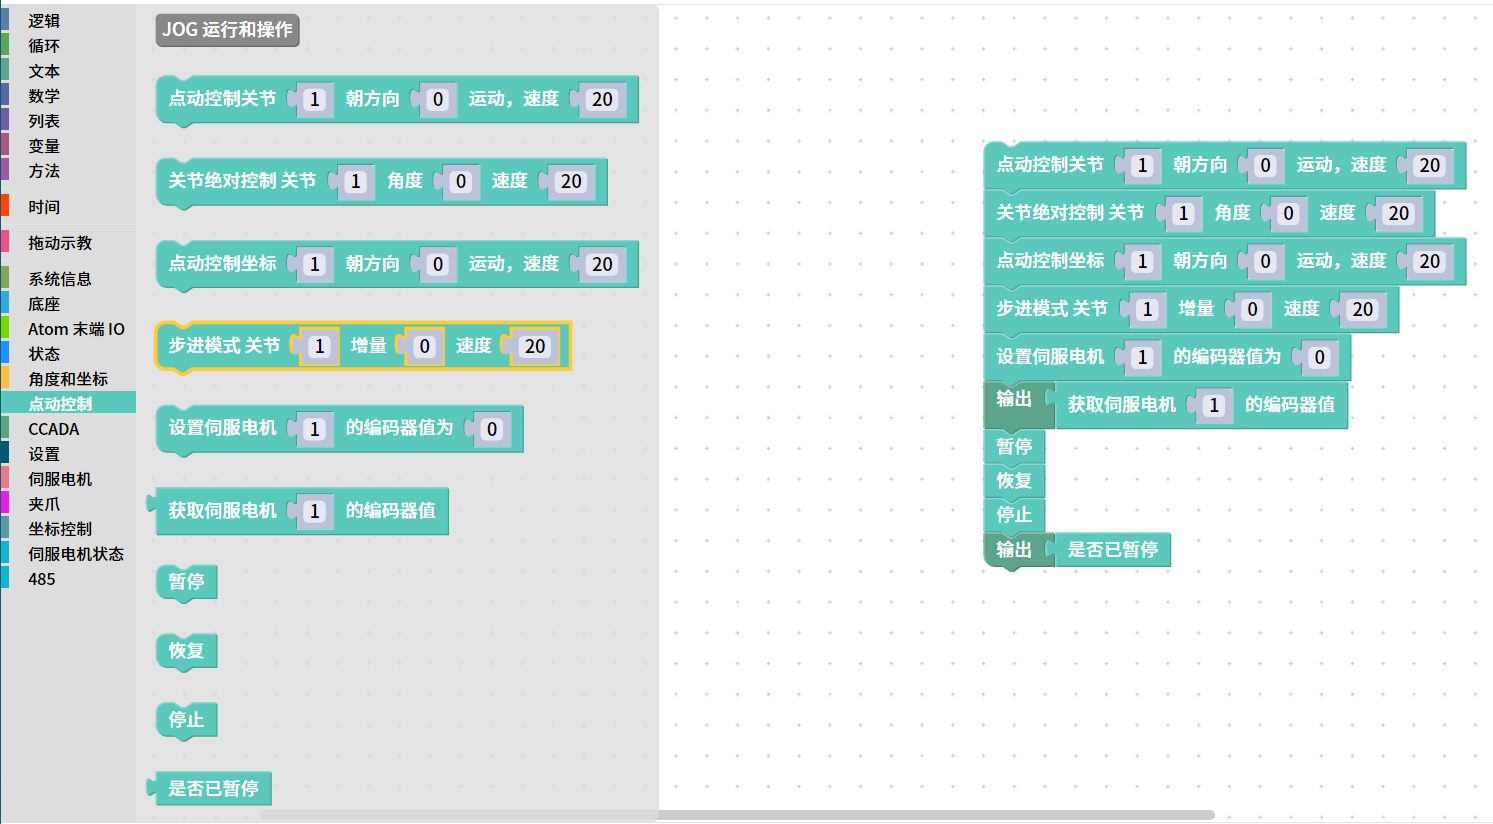 逻辑
循环
文本
数学
列表
变量
方法
时间
拖动示教
系统信息
底座
Atom 末端 IO
状态
角度和坐标
点动控制
CCADA
设置
伺服电机
夹爪
坐标控制
伺服电机状态
485
JOG 运行和操作
点动控制关节 1 朝方向 0 运动，速度 20
关节绝对控制 关节 1 角度 0 速度 20
点动控制坐标 1 朝方向 0 运动，速度 20
步进模式 关节 1 增量 0 速度 20
设置伺服电机 1 的编码器值为 0
获取伺服电机 1 的编码器值
暂停
恢复
停止
是否已暂停
点动控制关节 1 朝方向 0 运动，速度 20
关节绝对控制 关节 1 角度 0 速度 20
点动控制坐标 1 朝方向 0 运动，速度 20
步进模式 关节 1 增量 0 速度 20
设置伺服电机 1 的编码器值为 0
输出 获取伺服电机 1 的编码器值
暂停
恢复
停止
输出 是否已暂停